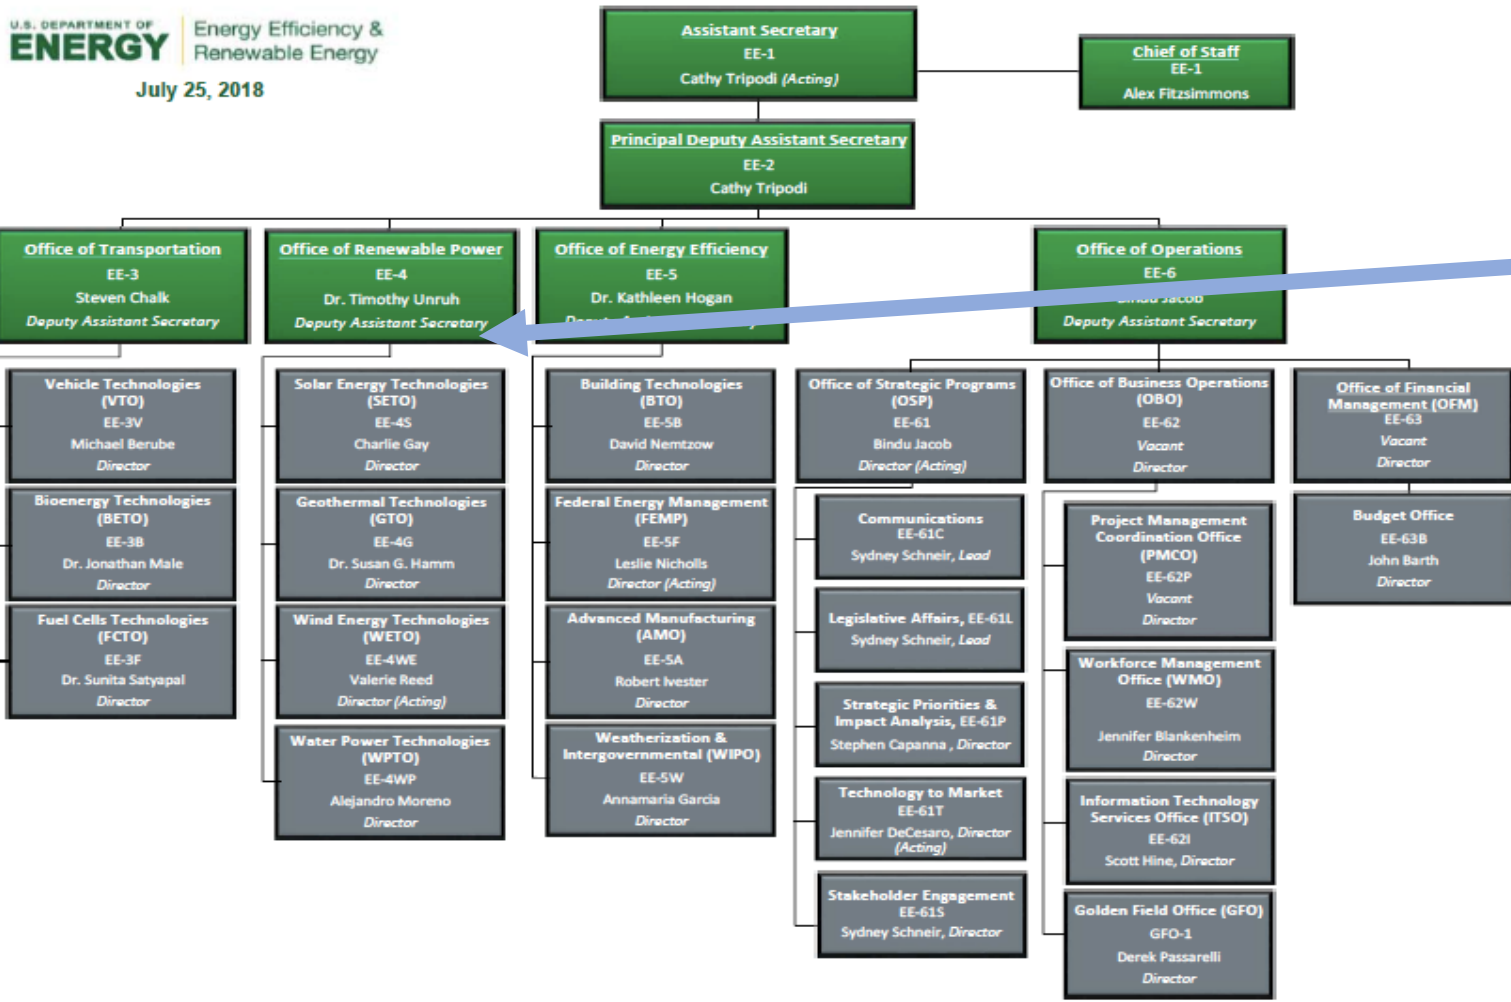 U.S. DEPARTMENT OF
ENERGY
Energy Efficiency &
Renewable Energy
July 25, 2018
Assistant Secretary
EE-1
Cathy Tripodi (Acting)
Chief of Staff
EE-1
Alex Fitzsimmons
Principal Deputy Assistant Secretary
EE-2
Cathy Tripodi
Office of Transportation
EE-3
Steven Chalk
Deputy Assistant Secretary
Office of Renewable Power
EE-4
Dr. Timothy Unruh
Deputy Assistant Secretary
Office of Energy Efficiency
EE-5
Dr. Kathleen Hogan
Office of Operations
EE-6
Bindu Jacob
Deputy Assistant Secretary
Vehicle Technologies
(VTO)
EE-3V
Michael Berube
Director
Bioenergy Technologies
(BETO)
EE-3B
Dr. Jonathan Male
Director
Fuel Cells Technologies
(FCTO)
EE-3F
Dr. Sunita Satyapal
Director
Solar Energy Technologies
(SETO)
EE-4S
Charlie Gay
Director
Geothermal Technologies
(GTO)
EE-4G
Dr. Susan G. Hamm
Director
Wind Energy Technologies
(WETO)
EE-4WE
Valerie Reed
Director (Acting)
Water Power Technologies
(WPTO)
EE-4WP
Alejandro Moreno
Director
Building Technologies
(BTO)
EE-5B
David Nemtzow
Director
Federal Energy Management
(FEMP)
EE-5F
Leslie Nicholls
Director (Acting)
Advanced Manufacturing
(AMO)
EE-5A
Robert Ivester
Director
Weatherization &
Intergovernmental (WIPO)
EE-5W
Annamaria Garcia
Director
Office of Strategic Programs
(OSP)
EE-61
Bindu Jacob
Director (Acting)
Communications
EE-61C
Sydney Schneir, Lead
Legislative Affairs, EE-61L
Sydney Schneir, Lead
Strategic Priorities &
Impact Analysis, EE-61P
Stephen Capanna , Director
Technology to Market
EE-61T
Jennifer DeCesaro, Director
(Acting)
Stakeholder Engagement
EE-61S
Sydney Schneir, Director
Office of Business Operations
(OBO)
EE-62
Vacant
Director
Project Management
Coordination Office
(PMCO)
EE-62P
Vacant
Director
Workforce Management
Office (WMO)
EE-62W
Jennifer Blankenheim
Director
Information Technology
Services Office (ITSO)
EE-62I
Scott Hine, Director
Golden Field Office (GFO)
GFO-1
Derek Passarelli
Director
Office of Financial
Management (OFM)
EE-63
Vacant
Director
Budget Office
EE-63B
John Barth
Director